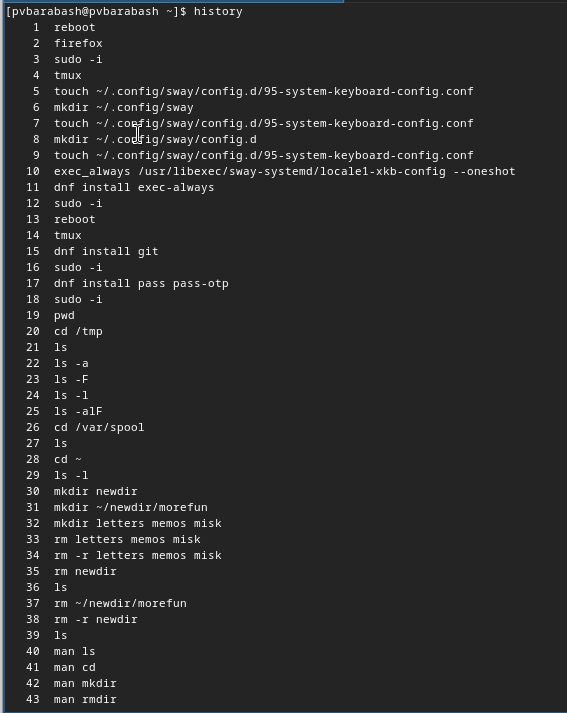 [pvbarabash@pvbarabash ~]$ history
1 reboot
2 firefox
3 sudo -i
4 tmux
5 touch ~/.config/sway/config.d/95-system-keyboard-config.conf
6 mkdir ~/.config/sway
7 touch ~/.config/sway/config.d/95-system-keyboard-config.conf
8 mkdir ~/.config/sway/config.d
9 touch ~/.config/sway/config.d/95-system-keyboard-config.conf
10 exec_always /usr/libexec/sway-systemd/locale1-xkb-config --oneshot
11 dnf install exec-always
12 sudo -i
13 reboot
14 tmux
15 dnf install git
16 sudo -i
17 dnf install pass pass-otp
18 sudo -i
19 pwd
20 cd /tmp
21 ls
22 ls -a
23 ls -F
24 ls -l
25 ls -alF
26 cd /var/spool
27 ls
28 cd ~
29 ls -l
30 mkdir newdir
31 mkdir ~/newdir/morefun
32 mkdir letters memos misk
33 rm letters memos misk
34 rm -r letters memos misk
35 rm newdir
36 ls
37 rm ~/newdir/morefun
38 rm -r newdir
39 ls
40 man ls
41 man cd
42 man mkdir
43 man rmdir